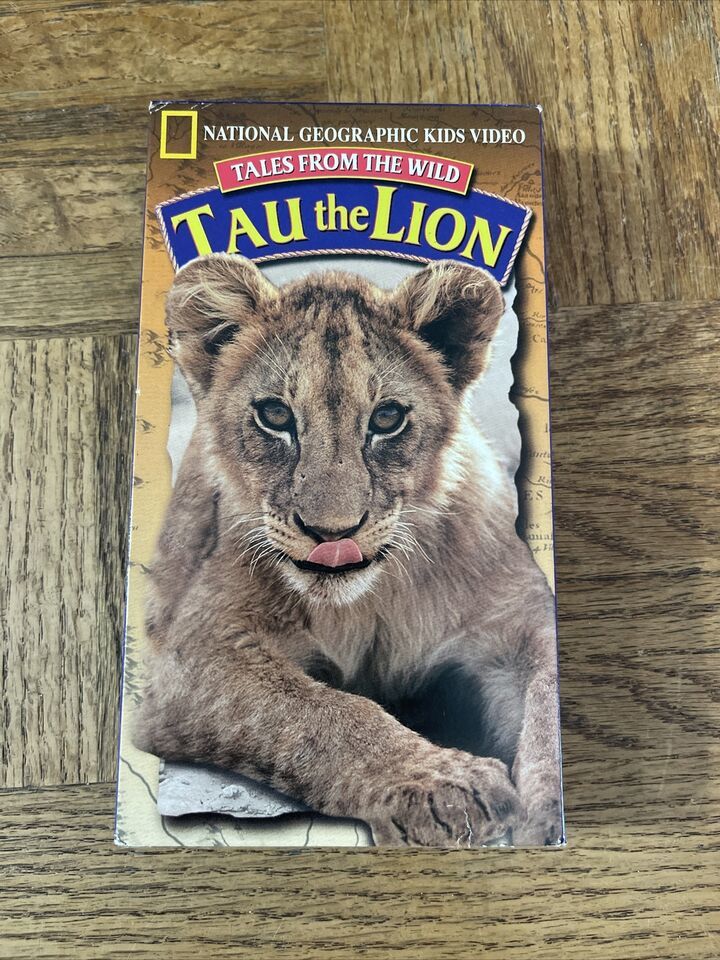 NATIONAL GEOGRAPHIC KIDS VIDEO
TALES FROM THE WILD
TAU the LION